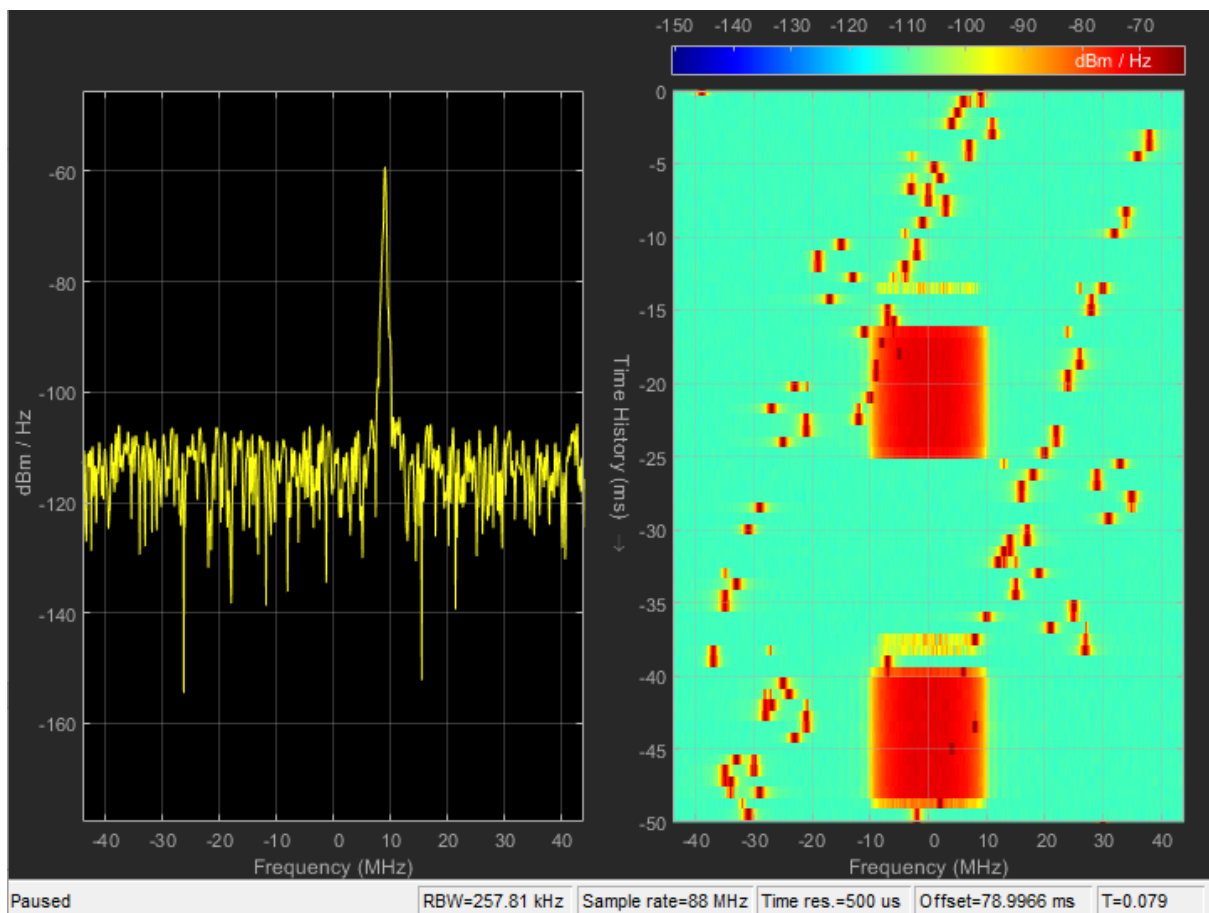 -150 -140 -130 -120 -110 -100 -90 -80 -70
dBm / Hz
-60
-80
-100
-120
-140
-160
dBm / Hz
-40 -30 -20 -10 0 10 20 30 40
Frequency (MHz)
0
-5
-10
-15
-20
-25
-30
-35
-40
-45
-50
Time History (ms) →
-40 -30 -20 -10 0 10 20 30 40
Frequency (MHz)
Paused RBW=257.81 kHz Sample rate=88 MHz Time res.=500 us Offset=78.9966 ms T=0.079